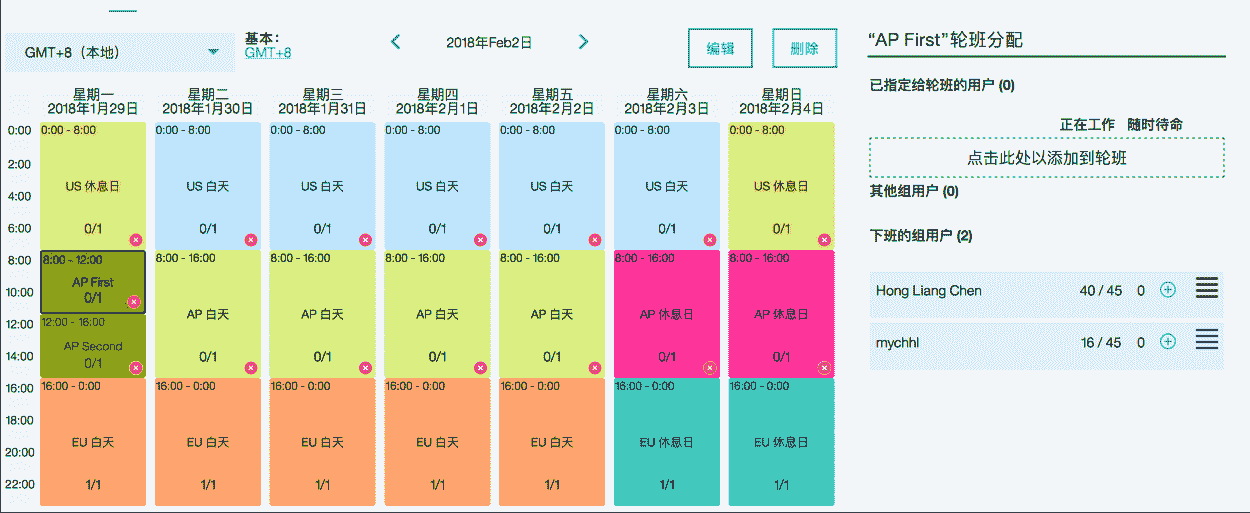 GMT+8（本地）
基本：
GMT+8
2018年Feb2日
编辑
删除
星期一 星期二 星期三 星期四 星期五 星期六 星期日
2018年1月29日 2018年1月30日 2018年1月31日 2018年2月1日 2018年2月2日 2018年2月3日 2018年2月4日
0:00 0:00 - 8:00 0:00 - 8:00 0:00 - 8:00 0:00 - 8:00 0:00 - 8:00 0:00 - 8:00 0:00 - 8:00
2:00
US 休息日 US 白天 US 白天 US 白天 US 白天 US 白天 US 休息日
4:00
6:00 0/1 0/1 0/1 0/1 0/1 0/1 0/1
8:00 8:00 - 12:00 8:00 - 16:00 8:00 - 16:00 8:00 - 16:00 8:00 - 16:00 8:00 - 16:00 8:00 - 16:00
AP First
10:00 0/1
12:00 12:00 - 16:00 AP 白天 AP 白天 AP 白天 AP 白天 AP 休息日 AP 休息日
AP Second
14:00 0/1 0/1 0/1 0/1 0/1 0/1 0/1
16:00 16:00 - 0:00 16:00 - 0:00 16:00 - 0:00 16:00 - 0:00 16:00 - 0:00 16:00 - 0:00 16:00 - 0:00
18:00
EU 白天 EU 白天 EU 白天 EU 白天 EU 白天 EU 休息日 EU 休息日
20:00
22:00 1/1 1/1 1/1 1/1 1/1 1/1 1/1
“AP First”轮班分配
已指定给轮班的用户 (0)
正在工作 随时待命
点击此处以添加到轮班
其他组用户 (0)
下班的组用户 (2)
Hong Liang Chen 40 / 45 0
mychhl 16 / 45 0